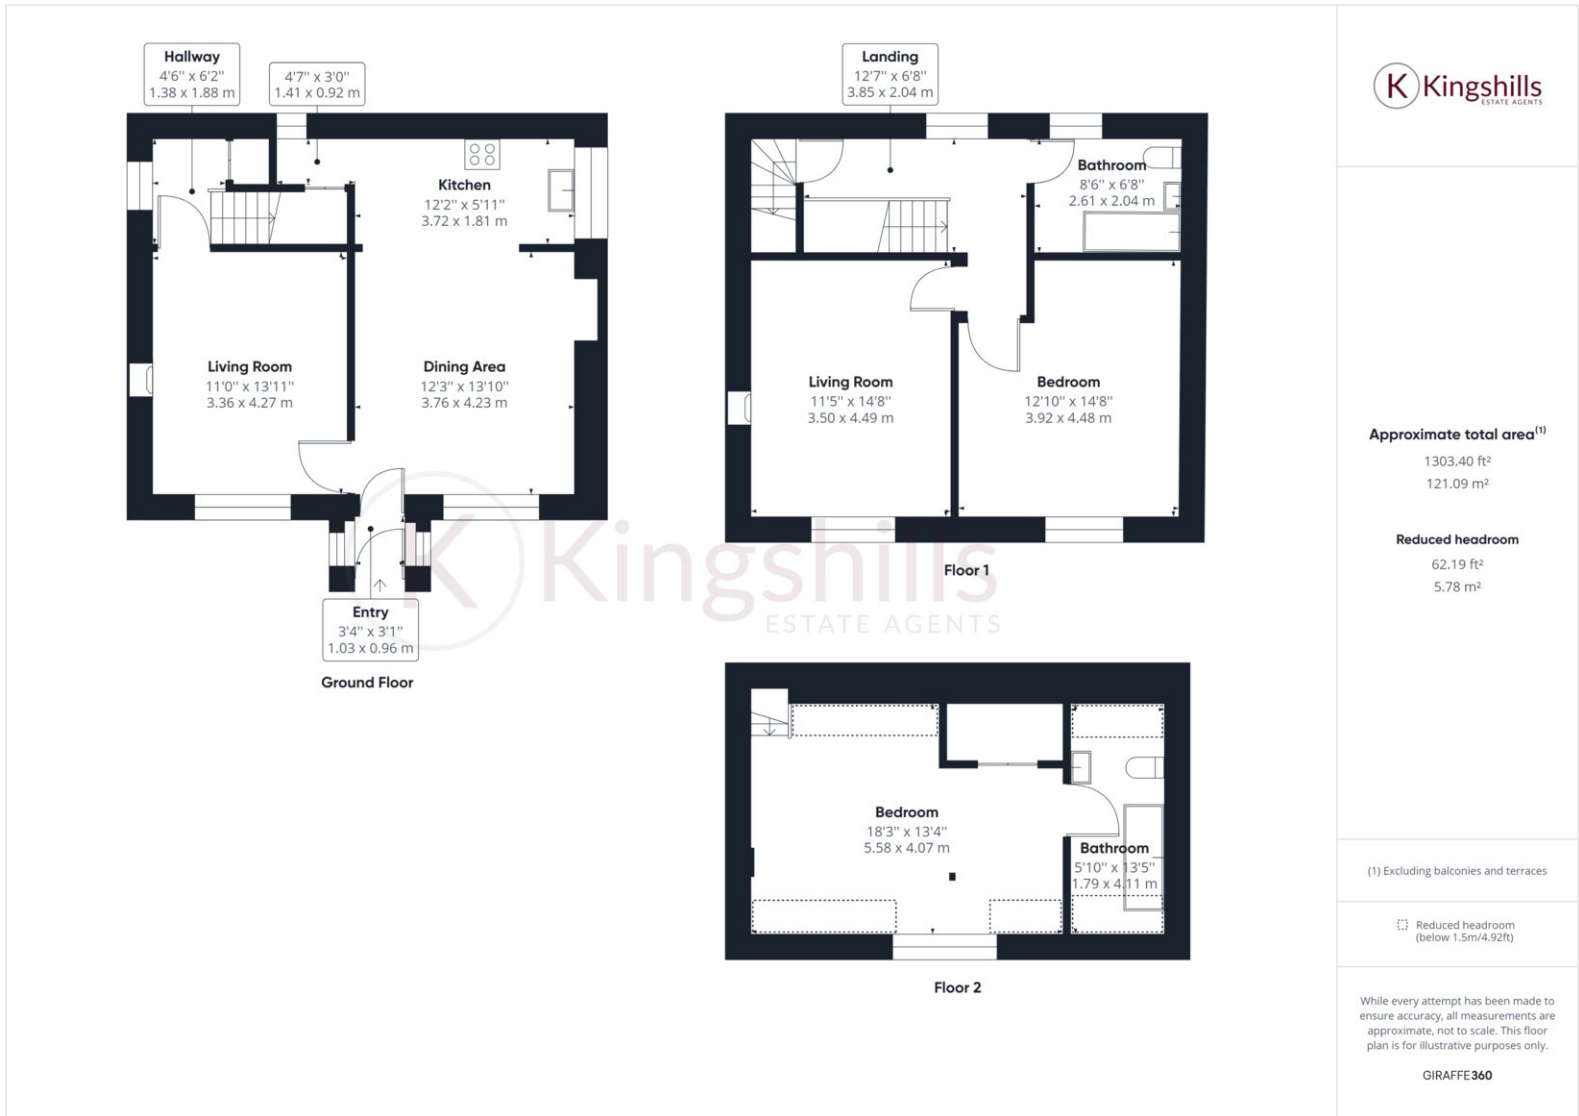 Hallway
4'6" x 6'2"
1.38 x 1.88 m
4'7" x 3'0"
1.41 x 0.92 m
Kitchen
12'2" x 5'11"
3.72 x 1.81 m
Living Room
11'0" x 13'11"
3.36 x 4.27 m
Dining Area
12'3" x 13'10"
3.76 x 4.23 m
Entry
3'4" x 3'1"
1.03 x 0.96 m
Ground Floor
Landing
12'7" x 6'8"
3.85 x 2.04 m
Bathroom
8'6" x 6'8"
2.61 x 2.04 m
Living Room
11'5" x 14'8"
3.50 x 4.49 m
Bedroom
12'10" x 14'8"
3.92 x 4.48 m
Floor 1
K Kingshills
ESTATE AGENTS
Bedroom
18'3" x 13'4"
5.58 x 4.07 m
Bathroom
5'10" x 13'5"
1.79 x 4.11 m
Floor 2
K Kingshills
ESTATE AGENTS
Approximate total area(1)
1303.40 ft²
121.09 m²
Reduced headroom
62.19 ft²
5.78 m²
(1) Excluding balconies and terraces
Reduced headroom
(below 1.5m/4.92ft)
While every attempt has been made to
ensure accuracy, all measurements are
approximate, not to scale. This floor
plan is for illustrative purposes only.
GIRAFFE360